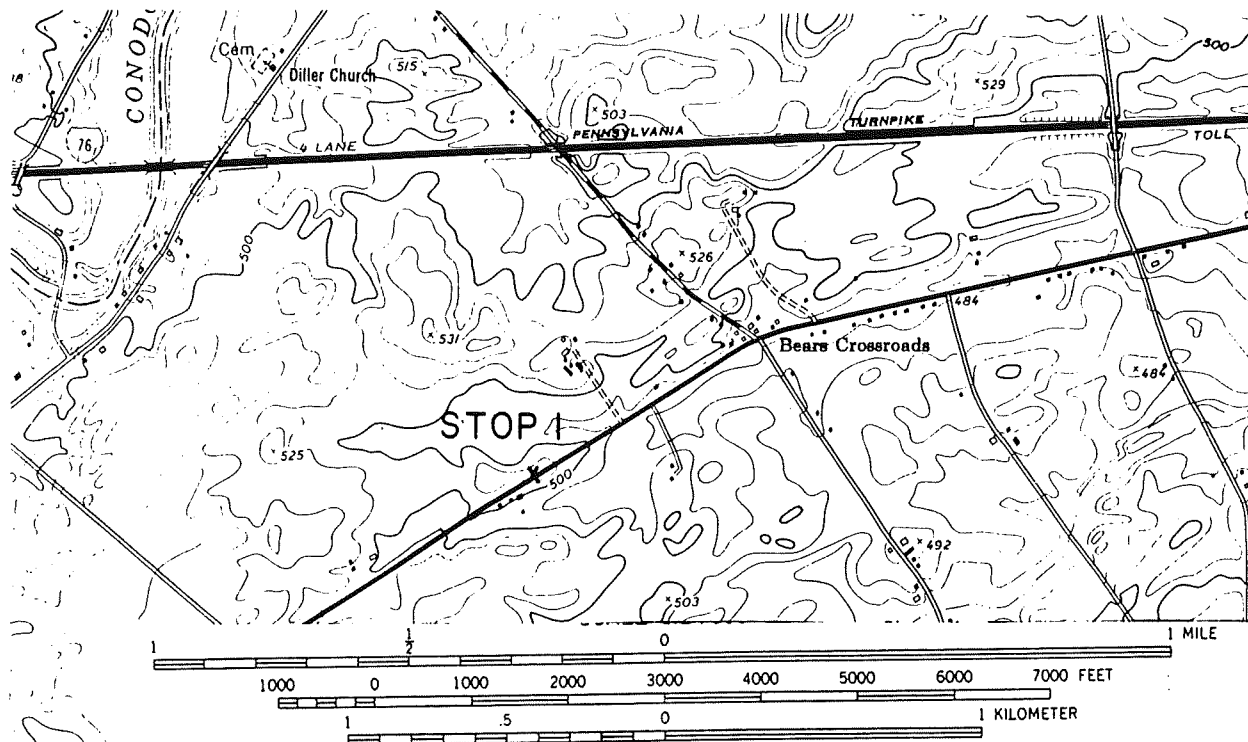 CONODO
Cem
Diller Church
515
18
503
529
500
PENNSYLVANIA
TURNPIKE
TOLL
4 LANE
76
500
526
531
484
Bears Crossroads
484
STOP 1
525
500
492
503
1 ½ 0 1 MILE
1000 0 1000 2000 3000 4000 5000 6000 7000 FEET
1 .5 0 1 KILOMETER